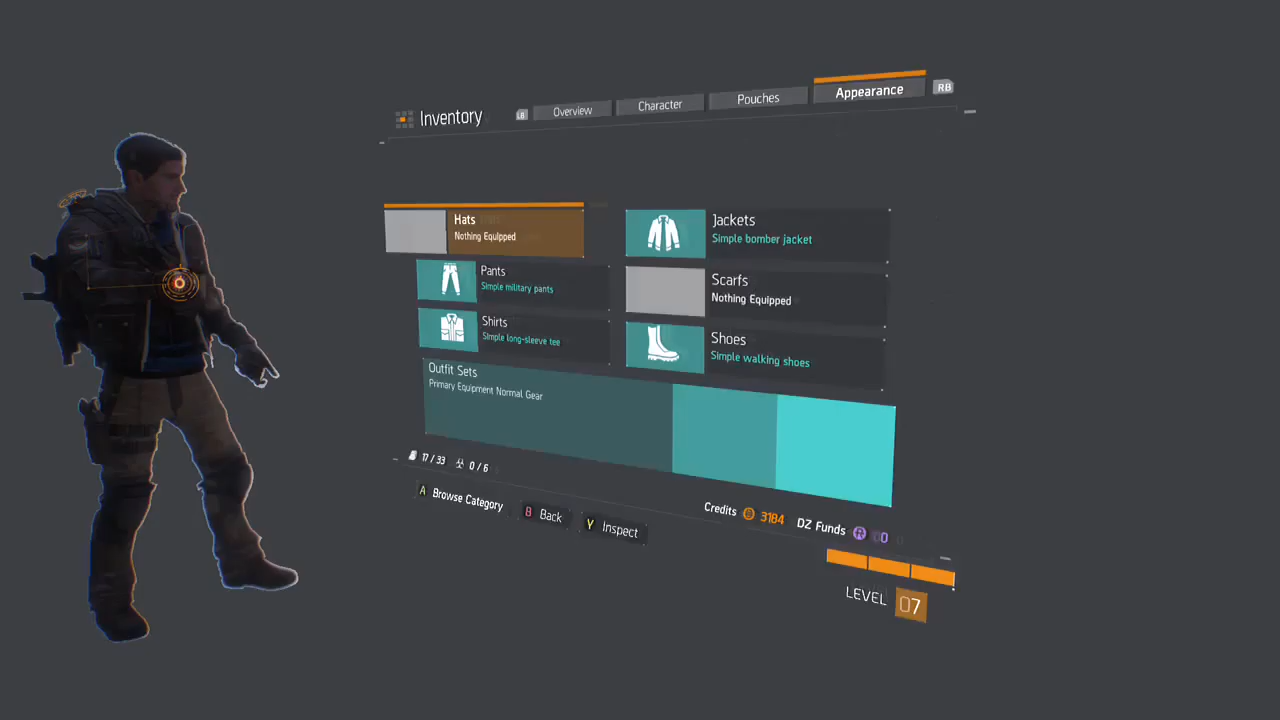 Inventory
LB
Overview
Character
Pouches
Appearance
RB
Hats
Nothing Equipped
Jackets
Simple bomber jacket
Pants
Simple military pants
Scarfs
Nothing Equipped
Shirts
Simple long-sleeve tee
Shoes
Simple walking shoes
Outfit Sets
Primary Equipment Normal Gear
17 / 33
0 / 6
A Browse Category
B Back
Y Inspect
Credits 3184
DZ Funds 0
LEVEL 07